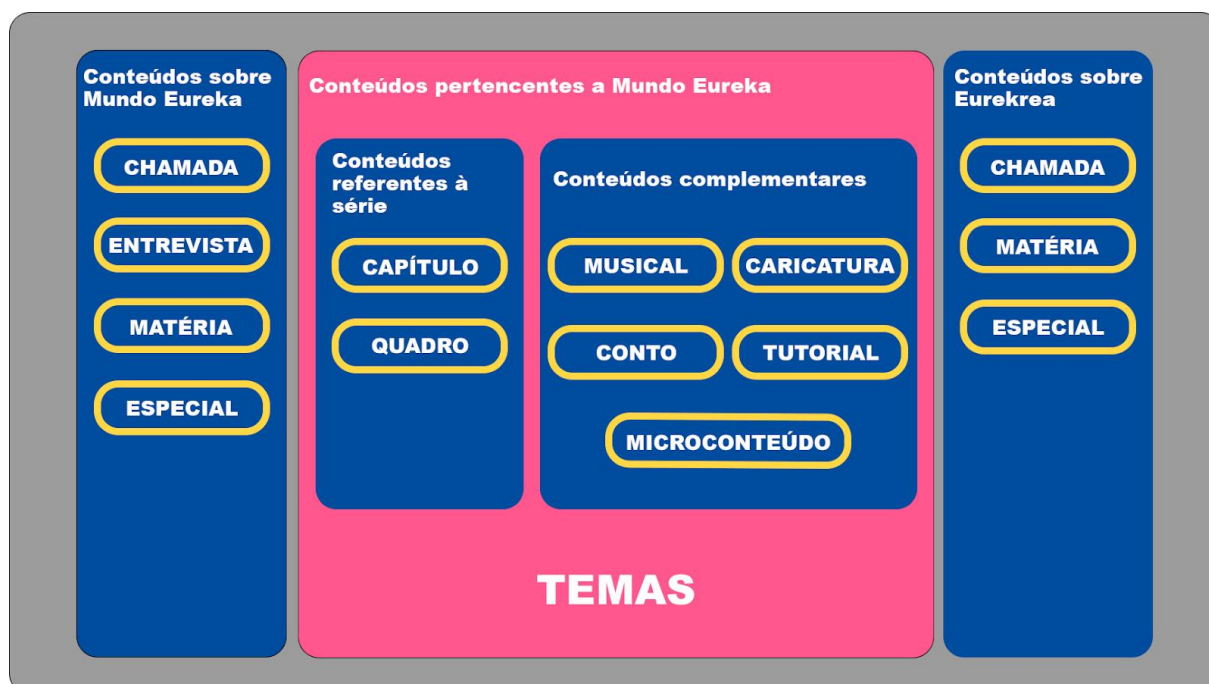 Conteúdos sobre
Mundo Eureka
CHAMADA
ENTREVISTA
MATÉRIA
ESPECIAL
Conteúdos pertencentes a Mundo Eureka
Conteúdos
referentes à
série
CAPÍTULO
QUADRO
Conteúdos complementares
MUSICAL
CARICATURA
CONTO
TUTORIAL
MICROCONTEÚDO
TEMAS
Conteúdos sobre
Eurekrea
CHAMADA
MATÉRIA
ESPECIAL